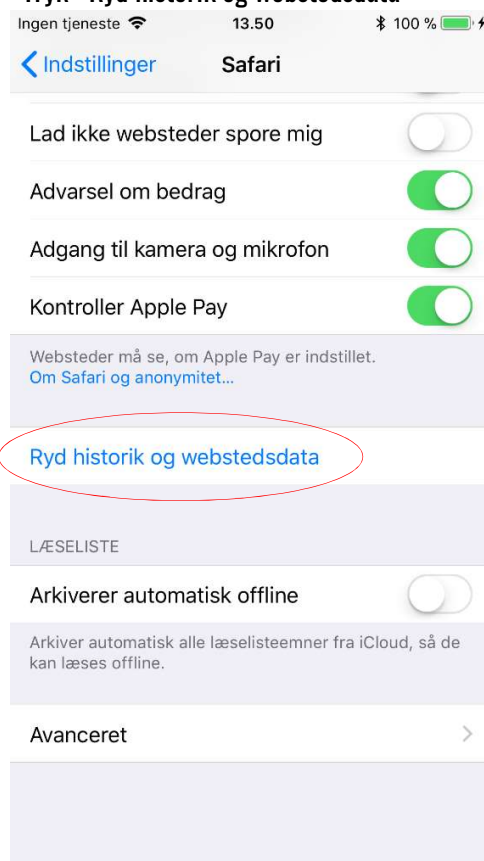 Ingen tjeneste 13.50 100 %
Indstillinger Safari
Lad ikke websteder spore mig
Advarsel om bedrag
Adgang til kamera og mikrofon
Kontroller Apple Pay
Websteder må se, om Apple Pay er indstillet.
Om Safari og anonymitet...
Ryd historik og webstedsdata
LÆSELISTE
Arkiverer automatisk offline
Arkiver automatisk alle læselisteemner fra iCloud, så de
kan læses offline.
Avanceret